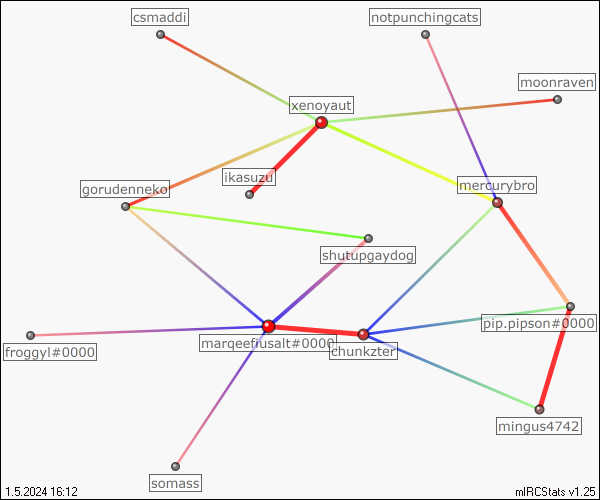 csmaddi
notpunchingcats
moonraven
xenoyaut
ikasuzu
gorudenneko
mercurybro
shutupgaydog
pip.pipson#0000
marqeefiusalt#0000
chunkzter
froggyl#0000
mingus4742
somass
1.5.2024 16:12
mIRCStats v1.25